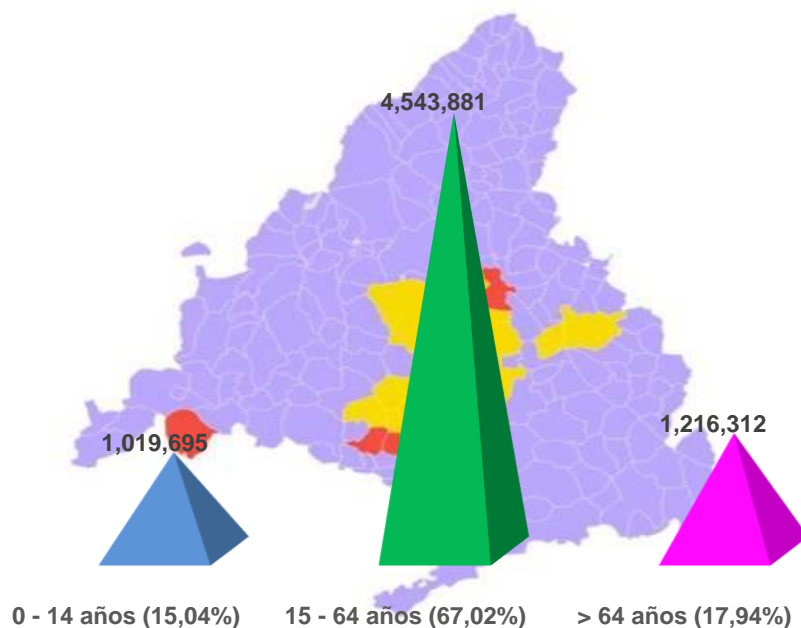 4,543,881
1,019,695
1,216,312
0 - 14 años (15,04%) 15 - 64 años (67,02%) > 64 años (17,94%)